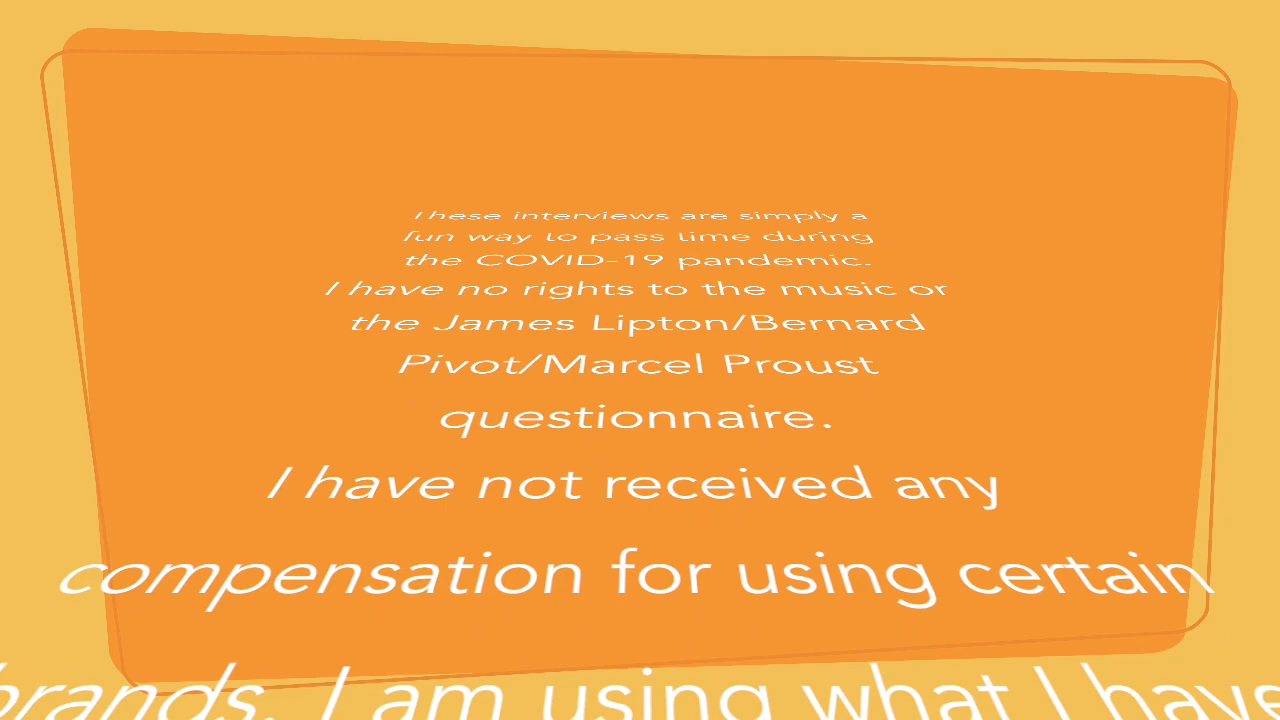 These interviews are simply a
fun way to pass time during
the COVID-19 pandemic.
I have no rights to the music or
the James Lipton/Bernard
Pivot/Marcel Proust
questionnaire.
I have not received any
compensation for using certain
brands. I am using what I have